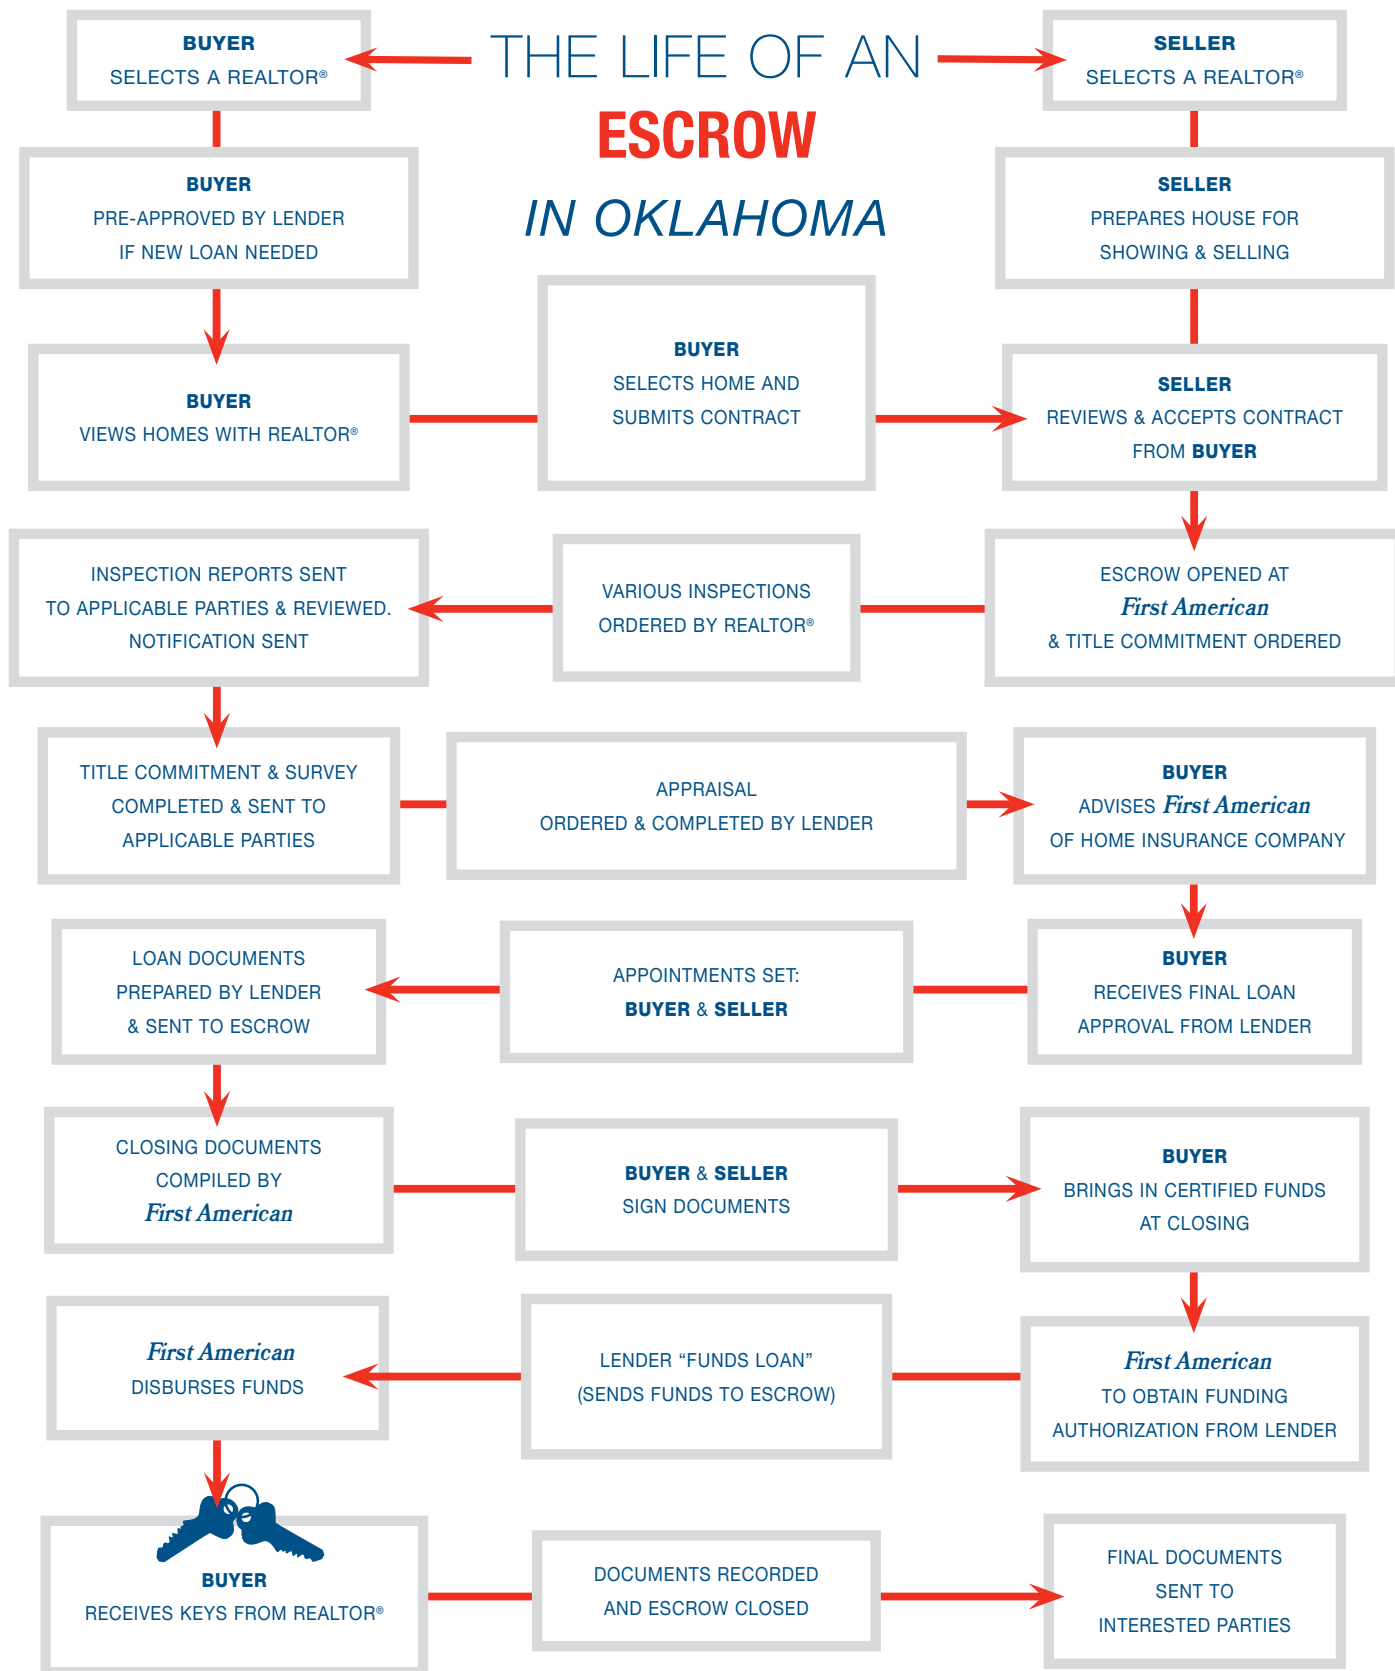 THE LIFE OF AN
ESCROW
IN OKLAHOMA
BUYER
SELECTS A REALTOR®
SELLER
SELECTS A REALTOR®
BUYER
PRE-APPROVED BY LENDER
IF NEW LOAN NEEDED
SELLER
PREPARES HOUSE FOR
SHOWING & SELLING
BUYER
VIEWS HOMES WITH REALTOR®
BUYER
SELECTS HOME AND
SUBMITS CONTRACT
SELLER
REVIEWS & ACCEPTS CONTRACT
FROM BUYER
ESCROW OPENED AT
First American
& TITLE COMMITMENT ORDERED
VARIOUS INSPECTIONS
ORDERED BY REALTOR®
INSPECTION REPORTS SENT
TO APPLICABLE PARTIES & REVIEWED.
NOTIFICATION SENT
TITLE COMMITMENT & SURVEY
COMPLETED & SENT TO
APPLICABLE PARTIES
APPRAISAL
ORDERED & COMPLETED BY LENDER
BUYER
ADVISES First American
OF HOME INSURANCE COMPANY
BUYER
RECEIVES FINAL LOAN
APPROVAL FROM LENDER
APPOINTMENTS SET:
BUYER & SELLER
LOAN DOCUMENTS
PREPARED BY LENDER
& SENT TO ESCROW
CLOSING DOCUMENTS
COMPILED BY
First American
BUYER & SELLER
SIGN DOCUMENTS
BUYER
BRINGS IN CERTIFIED FUNDS
AT CLOSING
First American
TO OBTAIN FUNDING
AUTHORIZATION FROM LENDER
LENDER “FUNDS LOAN”
(SENDS FUNDS TO ESCROW)
First American
DISBURSES FUNDS
BUYER
RECEIVES KEYS FROM REALTOR®
DOCUMENTS RECORDED
AND ESCROW CLOSED
FINAL DOCUMENTS
SENT TO
INTERESTED PARTIES